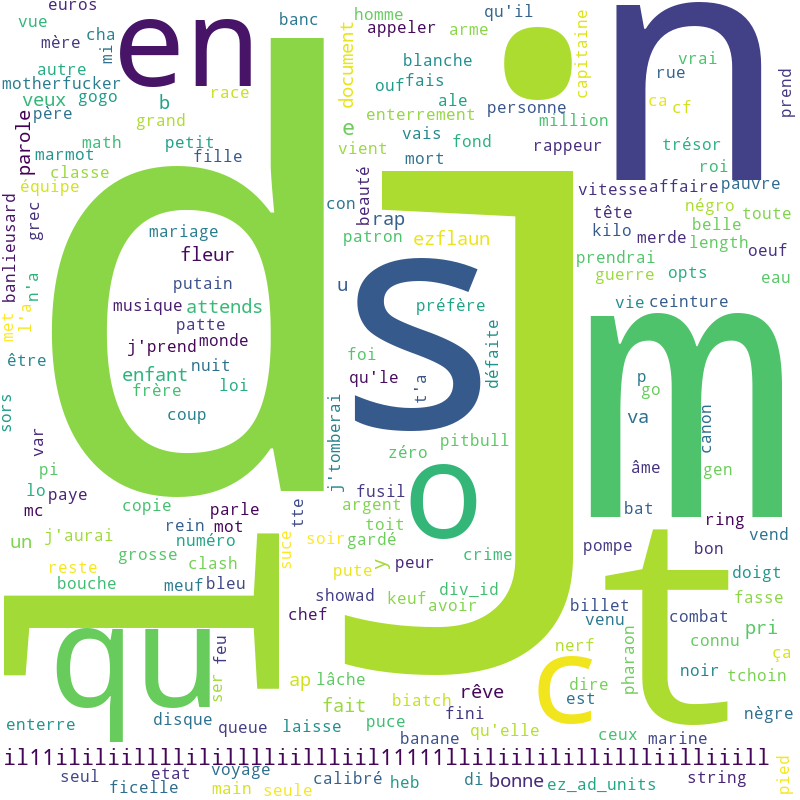 euros
vue
cha
mère
mi
en
banc
homme
qu'il
appeler
arme
capitaine
n
vrai
rue
prend
autre
motherfucker
gogo
veux
b
race
document
blanche
ouf
fais
ale
personne
ca
cf
père
parole
grand
e
enterrement
vais
fond
million
math
petit
marmot
fille
classe
vient
mort
rappeur
trésor
roi
équipe
beauté
vitesse
affaire
pauvre
banlieusard
grec
n'a
d
con
rap
J
tête
négro
toute
mariage
patron
ezflaun
kilo
belle
merde
length
fleur
oeuf
prendrai
putain
u
s
guerre
opts
eau
met
l'a
musique
attends
préfère
vie
ceinture
patte
m
j'prend
monde
défaite
être
nuit
foi
enfant
qu'le
t'a
p
frère
loi
go
sors
coup
j'tomberai
va
canon
var
pitbull
zéro
âme
pi
gen
lo
paye
fusil
o
mc
copie
parle
tte
argent
bat
rein
mot
toit
ring
un
j'aurai
numéro
suce
soir
gardé
vend
grosse
clash
crime
pompe
bon
reste
bouche
meuf
bleu
pute
y
peur
doigt
T
showad
keuf
div_id
avoir
billet
t
fasse
qu
chef
venu
combat
feu
pri
nerf
connu
pharaon
c
ça
ser
ap
lâche
rêve
dire
noir
tchoin
est
fait
biatch
disque
puce
fini
nègre
enterre
queue
laisse
banane
qu'elle
ceux
marine
seul
etat
voyage
calibré
heb
di
bonne
ez_ad_units
string
pied
ficelle
main
seule